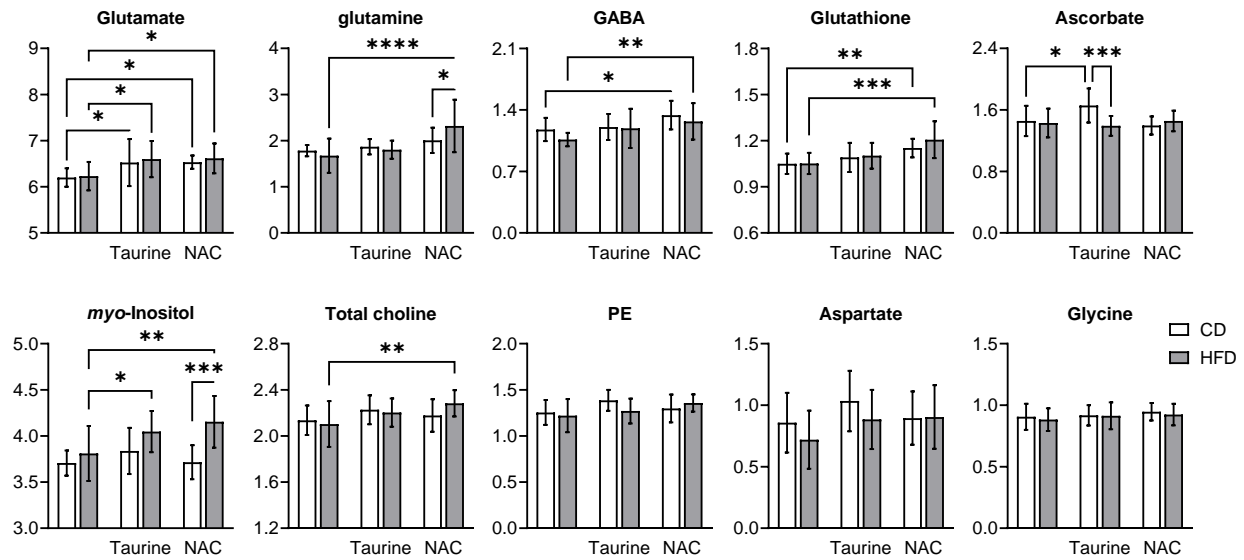 Glutamate
glutamine
GABA
Glutathione
Ascorbate
9
8
7
6
5
*
*
*
*
Taurine NAC
4
3
2
1
0
****
*
Taurine NAC
2.1
1.4
0.7
0.0
**
*
Taurine NAC
1.8
1.5
1.2
0.9
0.6
**
***
Taurine NAC
2.4
1.8
1.2
0.6
0.0
*
***
Taurine NAC
myo-Inositol
Total choline
PE
Aspartate
Glycine
5.0
4.5
4.0
3.5
3.0
**
*
***
Taurine NAC
2.8
2.4
2.0
1.6
1.2
**
Taurine NAC
2.0
1.5
1.0
0.5
0.0
Taurine NAC
1.5
1.0
0.5
0.0
Taurine NAC
1.5
1.0
0.5
0.0
Taurine NAC
CD
HFD